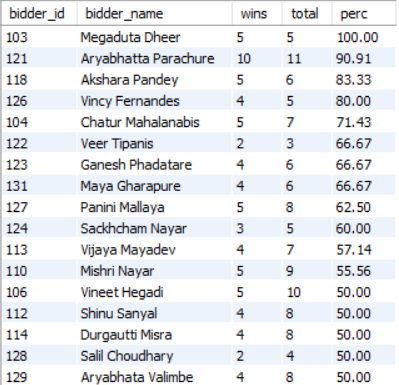 bidder_id bidder_name wins total perc
103 Megaduta Dheer 5 5 100.00
121 Aryabhatta Parachure 10 11 90.91
118 Akshara Pandey 5 6 83.33
126 Vincy Fernandes 4 5 80.00
104 Chatur Mahalanabis 5 7 71.43
122 Veer Tipanis 2 3 66.67
123 Ganesh Phadatare 4 6 66.67
131 Maya Gharapure 4 6 66.67
127 Panini Mallaya 5 8 62.50
124 Sackhcham Nayar 3 5 60.00
113 Vijaya Mayadev 4 7 57.14
110 Mishri Nayar 5 9 55.56
106 Vineet Hegadi 5 10 50.00
112 Shinu Sanyal 4 8 50.00
114 Durgautti Misra 4 8 50.00
128 Salil Choudhary 2 4 50.00
129 Aryabhata Valimbe 4 8 50.00